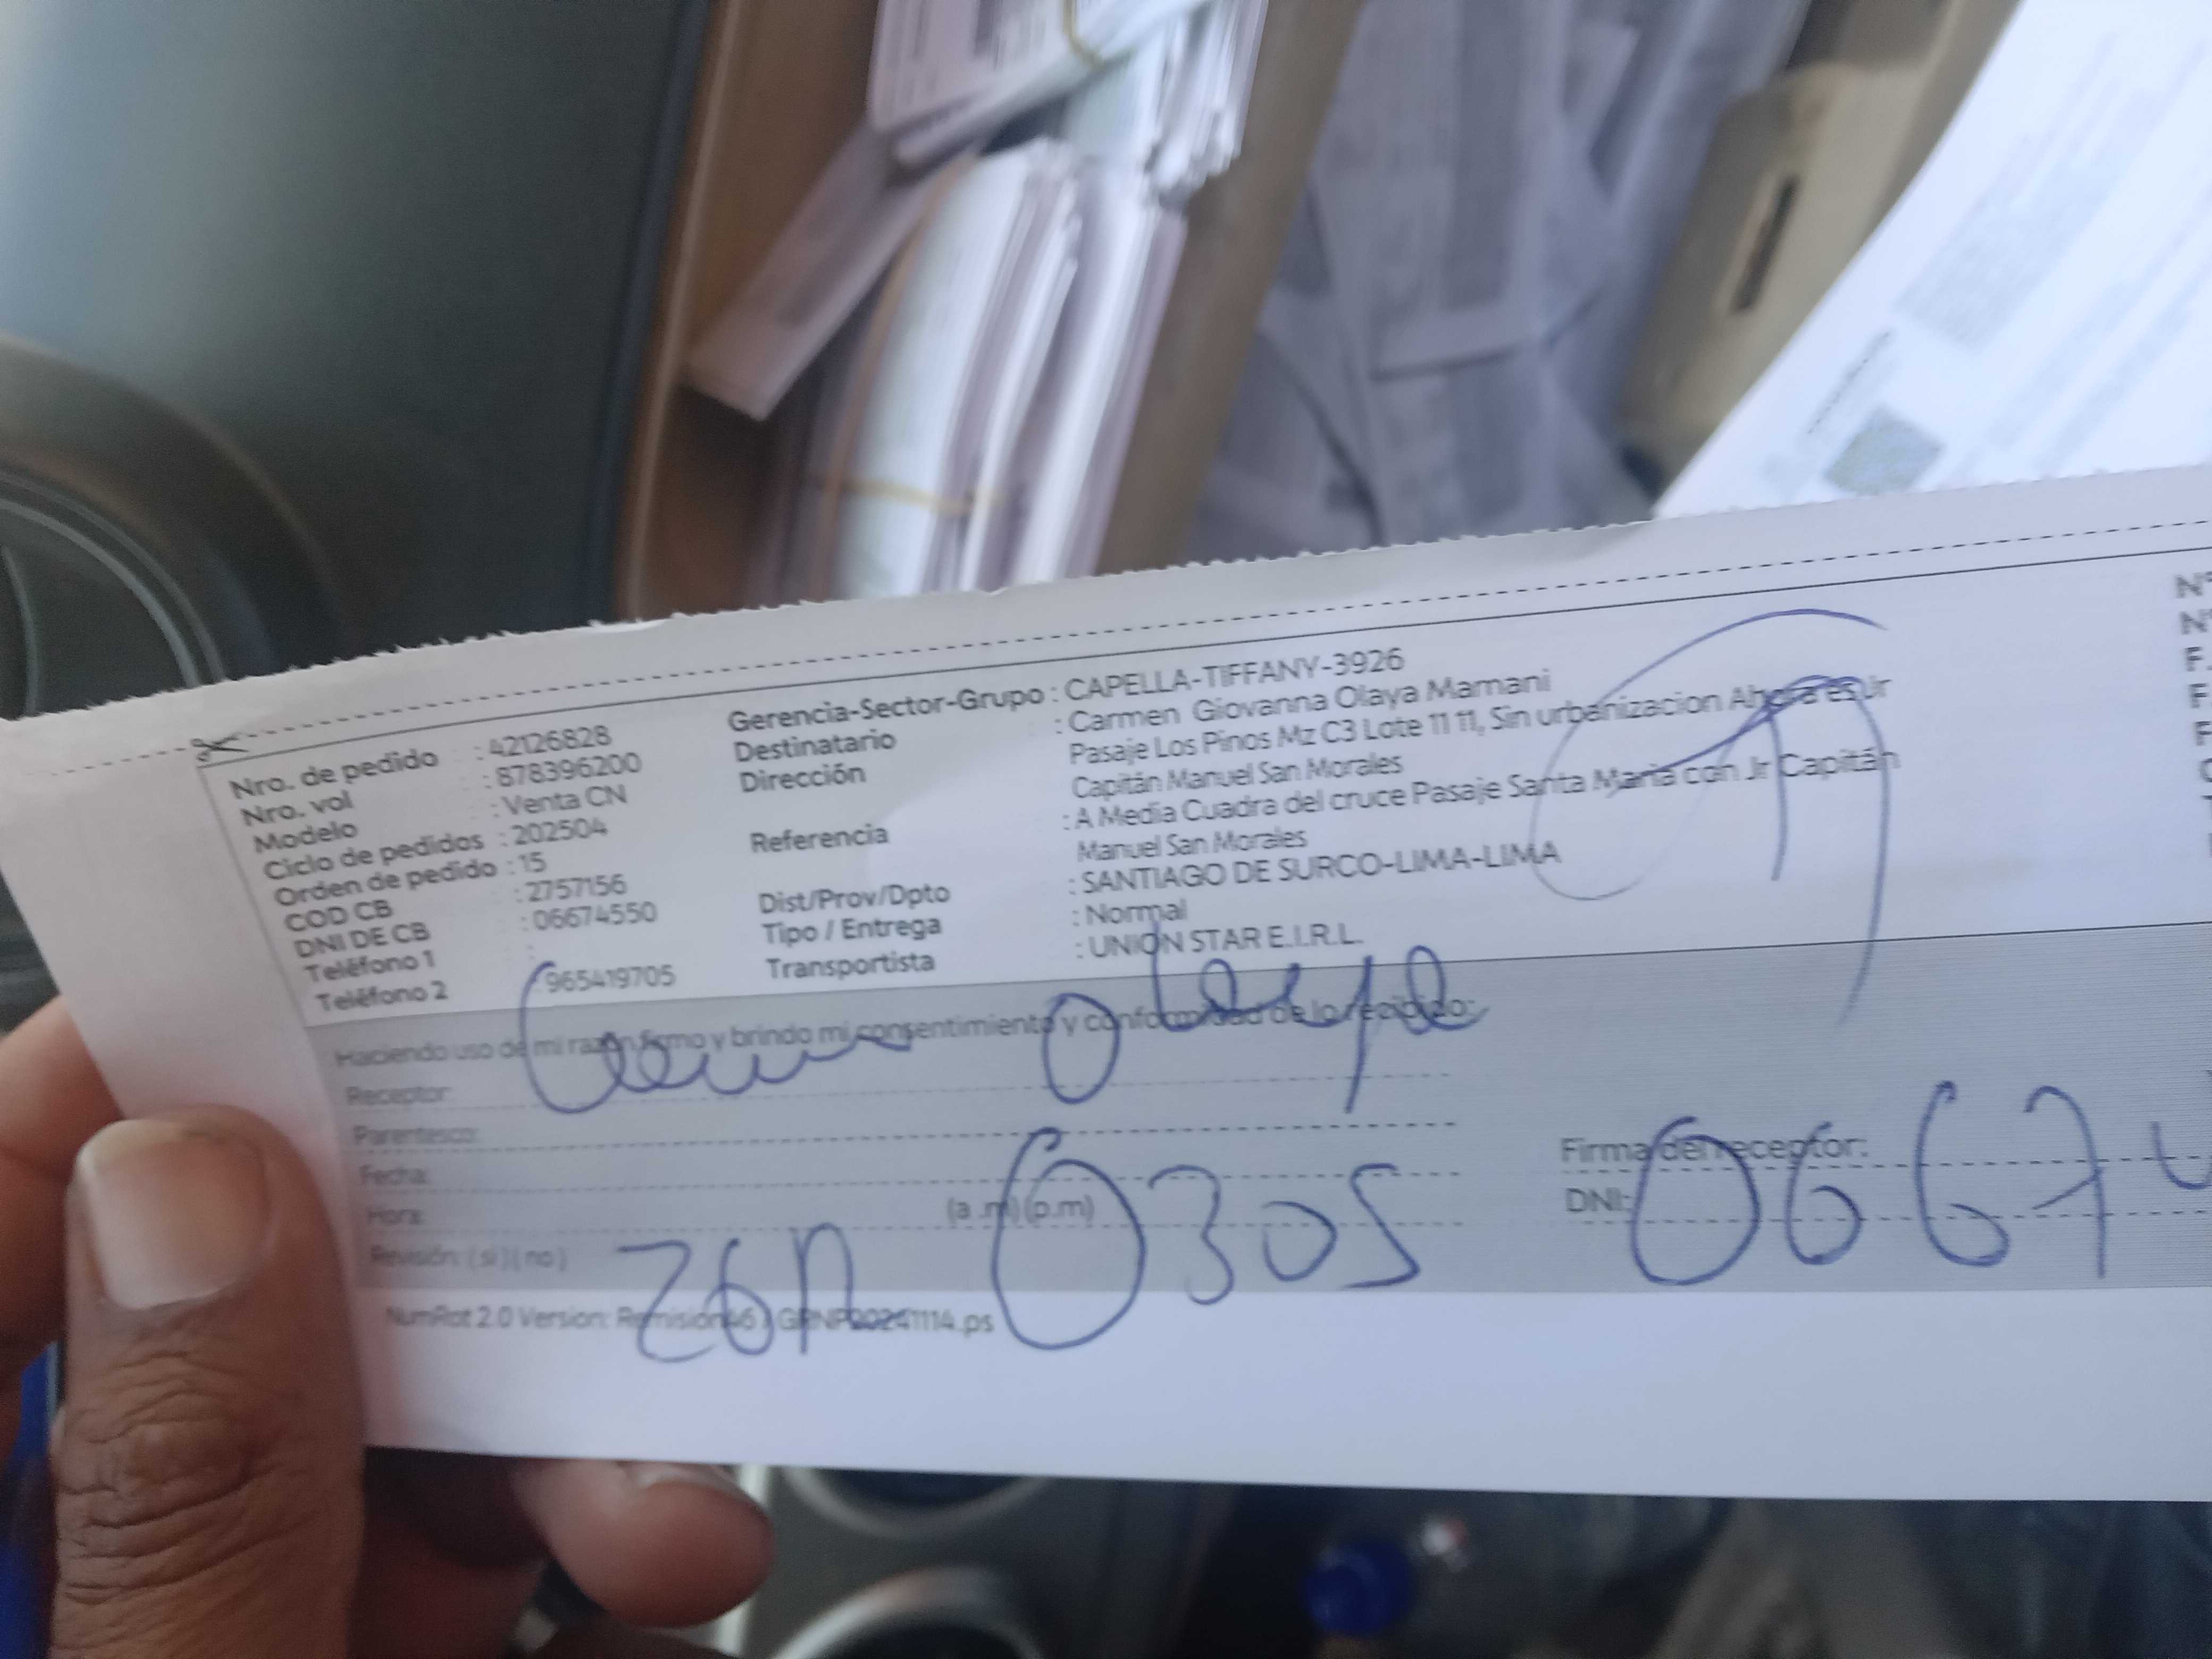 Nro. de pedido : 42126828
Nro. vol : 878396200
Modelo : Venta CN
Ciclo de pedidos : 202504
Orden de pedido : 15
COD CB : 2757156
DNI DE CB : 06674550
Teléfono 1 :
Teléfono 2 965419705
Gerencia-Sector-Grupo : CAPELLA-TIFFANY-3926
Destinatario : Carmen Giovanna Olaya Mamani
Dirección Pasaje Los Pinos Mz C3 Lote 11 11, Sin urbanizacion Ahora es Jr
Capitán Manuel San Morales
Referencia : A Media Cuadra del cruce Pasaje Santa Maria con Jr Capitán
Manuel San Morales
Dist/Prov/Dpto : SANTIAGO DE SURCO-LIMA-LIMA
Tipo / Entrega : Normal
Transportista : UNION STAR E.I.R.L.
Nº
N°
F.
F
Haciendo uso de mi razón firmo y brindo mi consentimiento y conformidad de lo recibido:
Receptor: Olaya
Parentesco:
Fecha:
Hora: (a.m) (p.m)
Revisión: ( si ) ( no )
0305
Firma del receptor:
DNI: 0667
NumRot 2.0 Version: Remision46 / GRNP20241114.ps